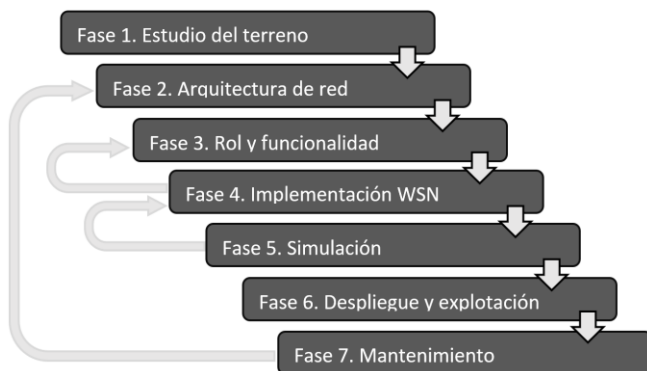 Fase 1. Estudio del terreno
Fase 2. Arquitectura de red
Fase 3. Rol y funcionalidad
Fase 4. Implementación WSN
Fase 5. Simulación
Fase 6. Despliegue y explotación
Fase 7. Mantenimiento